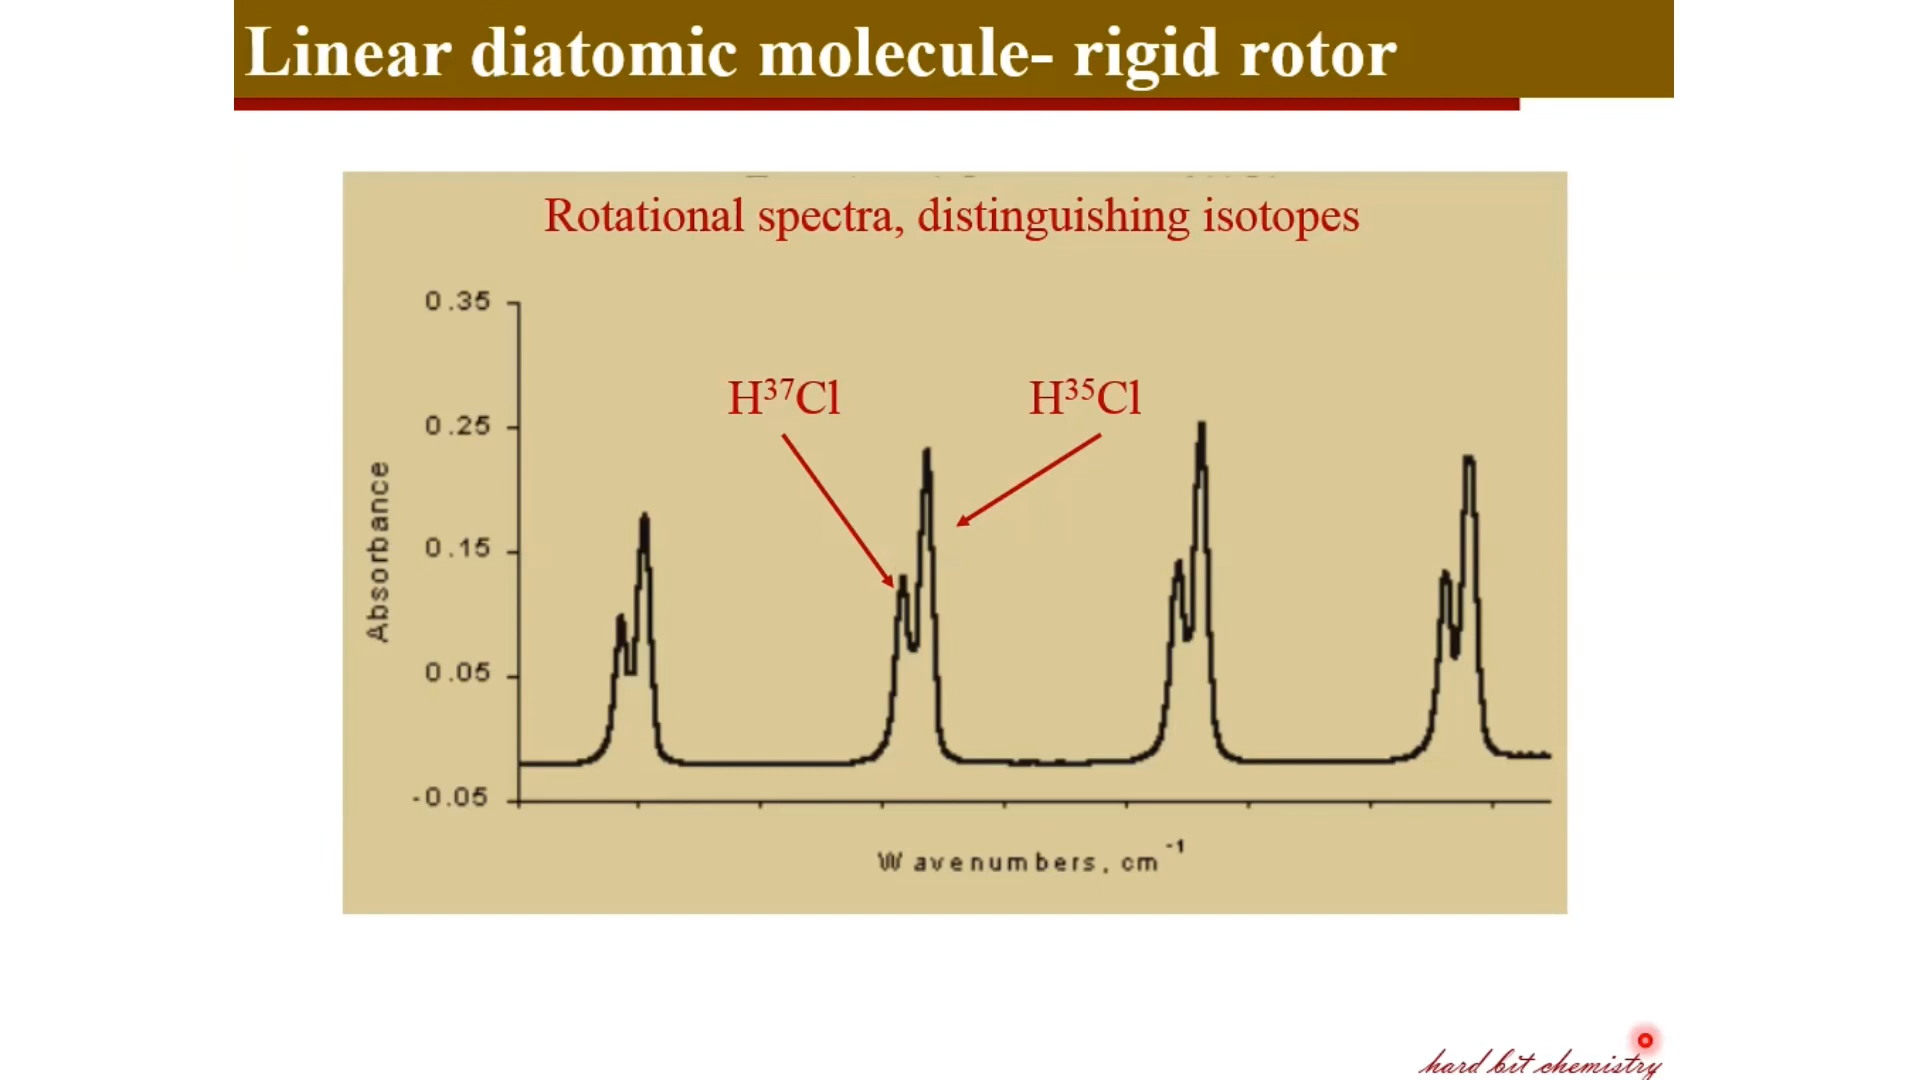 Linear diatomic molecule- rigid rotor
Rotational spectra, distinguishing isotopes
0.35
H³⁷Cl
H³⁵Cl
0.25
Absorbance
0.15
0.05
-0.05
Wavenumbers, cm⁻¹
hard bit chemistry